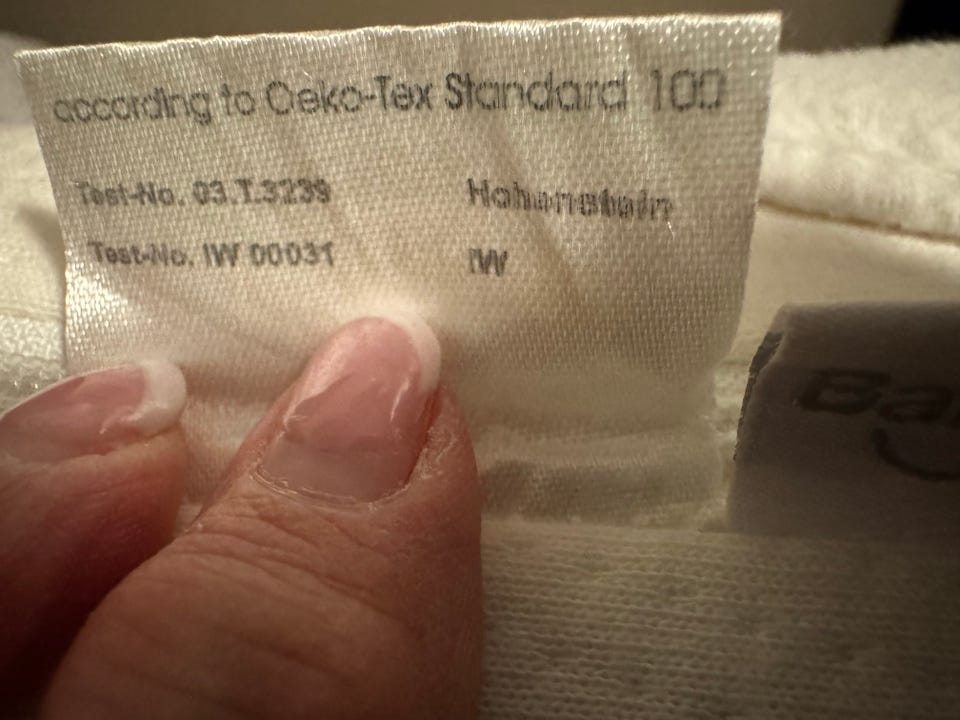 according to Oeko-Tex Standard 100
Test-No. 03.T.3239 Hohenstein
Test-No. IW 00031 IW